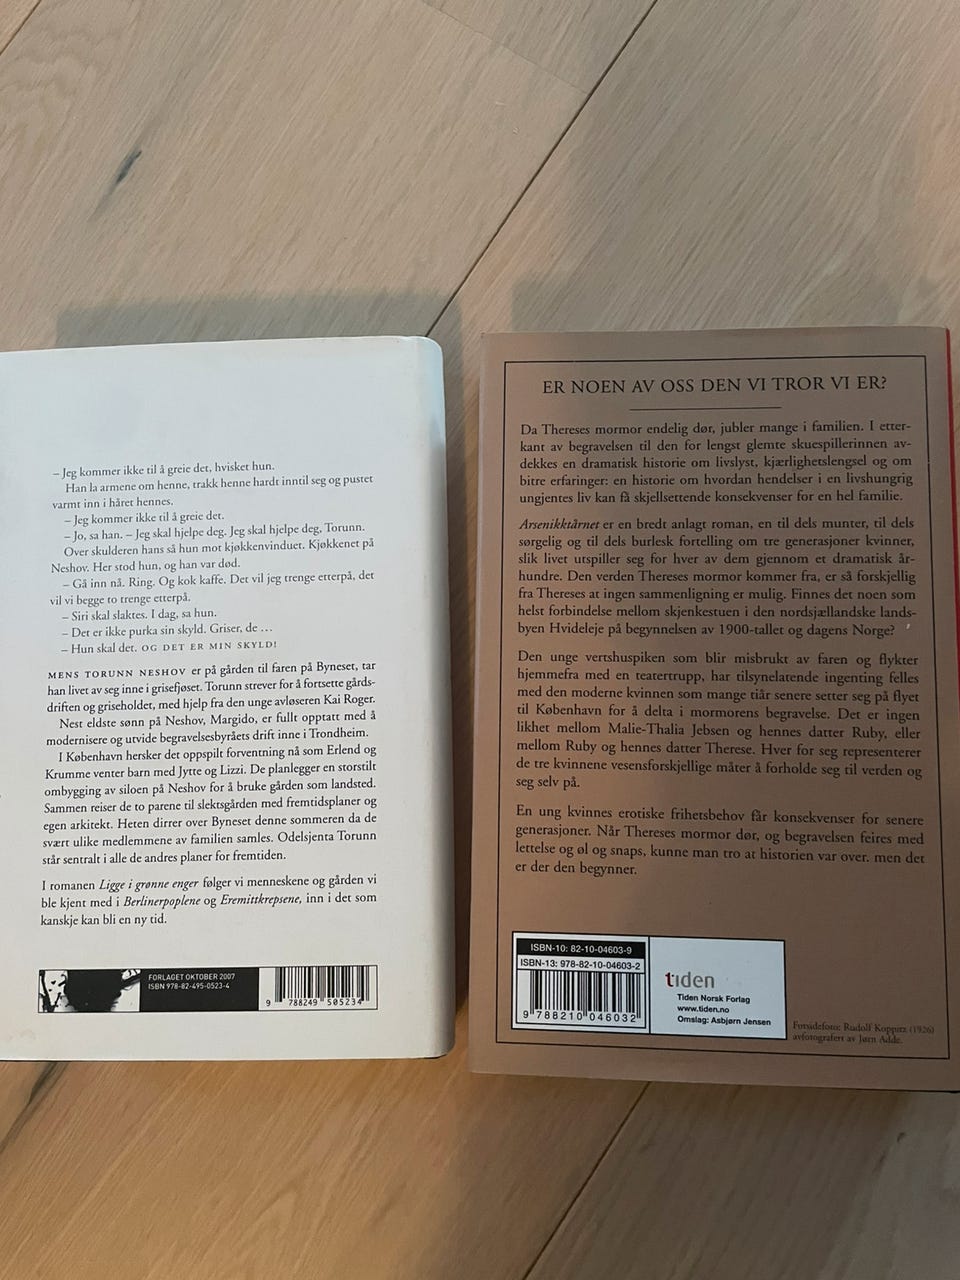 – Jeg kommer ikke til å greie det, hvisket hun.
Han la armene om henne, trakk henne hardt inntil seg og pustet
varmt inn i håret hennes.
– Jeg kommer ikke til å greie det.
– Jo, sa han. – Jeg skal hjelpe deg. Jeg skal hjelpe deg, Torunn.
Over skulderen hans så hun mot kjøkkenvinduet. Kjøkkenet på
Neshov. Her stod hun, og han var død.
– Gå inn nå. Ring. Og kok kaffe. Det vil jeg trenge etterpå, det
vil vi begge to trenge etterpå.
– Siri skal slaktes. I dag, sa hun.
– Det er ikke purka sin skyld. Griser, de …
– Hun skal det. OG DET ER MIN SKYLD!
MENS TORUNN NESHOV er på gården til faren på Byneset, tar
han livet av seg inne i grisefjøset. Torunn strever for å fortsette gårds-
driften og griseholdet, med hjelp fra den unge avløseren Kai Roger.
Nest eldste sønn på Neshov, Margido, er fullt opptatt med å
modernisere og utvide begravelsesbyråets drift inne i Trondheim.
I København hersker det oppspilt forventning nå som Erlend og
Krumme venter barn med Jytte og Lizzi. De planlegger en storstilt
ombygging av siloen på Neshov for å bruke gården som landsted.
Sammen reiser de to parene til slektsgården med fremtidsplaner og
egen arkitekt. Heten dirrer over Byneset denne sommeren da de
svært ulike medlemmene av familien samles. Odelsjenta Torunn
står sentralt i alle de andres planer for fremtiden.
I romanen Ligge i grønne enger følger vi menneskene og gården vi
ble kjent med i Berlinerpoplene og Eremittkrepsene, inn i det som
kanskje kan bli en ny tid.
FORLAGET OKTOBER 2007
ISBN 978-82-495-0523-4
9 788249 505234
ER NOEN AV OSS DEN VI TROR VI ER?
Da Thereses mormor endelig dør, jubler mange i familien. I etter-
kant av begravelsen til den for lengst glemte skuespillerinnen av-
dekkes en dramatisk historie om livslyst, kjærlighetslengsel og om
bitre erfaringer: en historie om hvordan hendelser i en livshungrig
ungjentes liv kan få skjellsettende konsekvenser for en hel familie.
Arsenikktårnet er en bredt anlagt roman, en til dels munter, til dels
sørgelig og til dels burlesk fortelling om tre generasjoner kvinner,
slik livet utspiller seg for hver av dem gjennom et dramatisk år-
hundre. Den verden Thereses mormor kommer fra, er så forskjellig
fra Thereses at ingen sammenligning er mulig. Finnes det noen som
helst forbindelse mellom skjenkestuen i den nordsjællandske lands-
byen Hvideleje på begynnelsen av 1900-tallet og dagens Norge?
Den unge vertshuspiken som blir misbrukt av faren og flykter
hjemmefra med en teatertrupp, har tilsynelatende ingenting felles
med den moderne kvinnen som mange tiår senere setter seg på flyet
til København for å delta i mormorens begravelse. Det er ingen
likhet mellom Malie-Thalia Jebsen og hennes datter Ruby, eller
mellom Ruby og hennes datter Therese. Hver for seg representerer
de tre kvinnene vesensforskjellige måter å forholde seg til verden og
seg selv på.
En ung kvinnes erotiske frihetsbehov får konsekvenser for senere
generasjoner. Når Thereses mormor dør, og begravelsen feires med
lettelse og øl og snaps, kunne man tro at historien var over. men det
er der den begynner.
ISBN-10: 82-10-04603-9
ISBN-13: 978-82-10-04603-2
9 788210 046032
tiden
Tiden Norsk Forlag
www.tiden.no
Omslag: Asbjørn Jensen
Forsidefoto: Rudolf Koppitz (1926)
avfotografert av Jørn Adde.